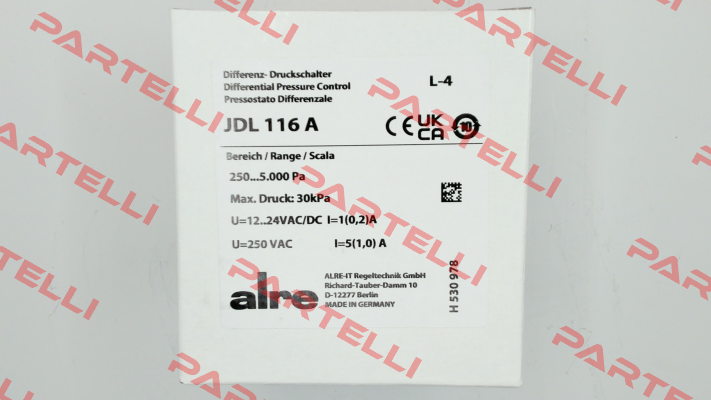 Differenz- Druckschalter
Differential Pressure Control
Pressostato Differenzale
L-4
JDL 116 A
CE UK CA 10
Bereich / Range / Scala
250...5.000 Pa
Max. Druck: 30kPa
U=12..24VAC/DC I=1(0,2)A
U=250 VAC I=5(1,0) A
alre
ALRE-IT Regeltechnik GmbH
Richard-Tauber-Damm 10
D-12277 Berlin
MADE IN GERMANY
H 530 978
PARTELLI
PARTELLI
PARTELLI
PARTELLI
PARTELLI
PARTELLI
PARTELLI
PARTELLI
PARTELLI